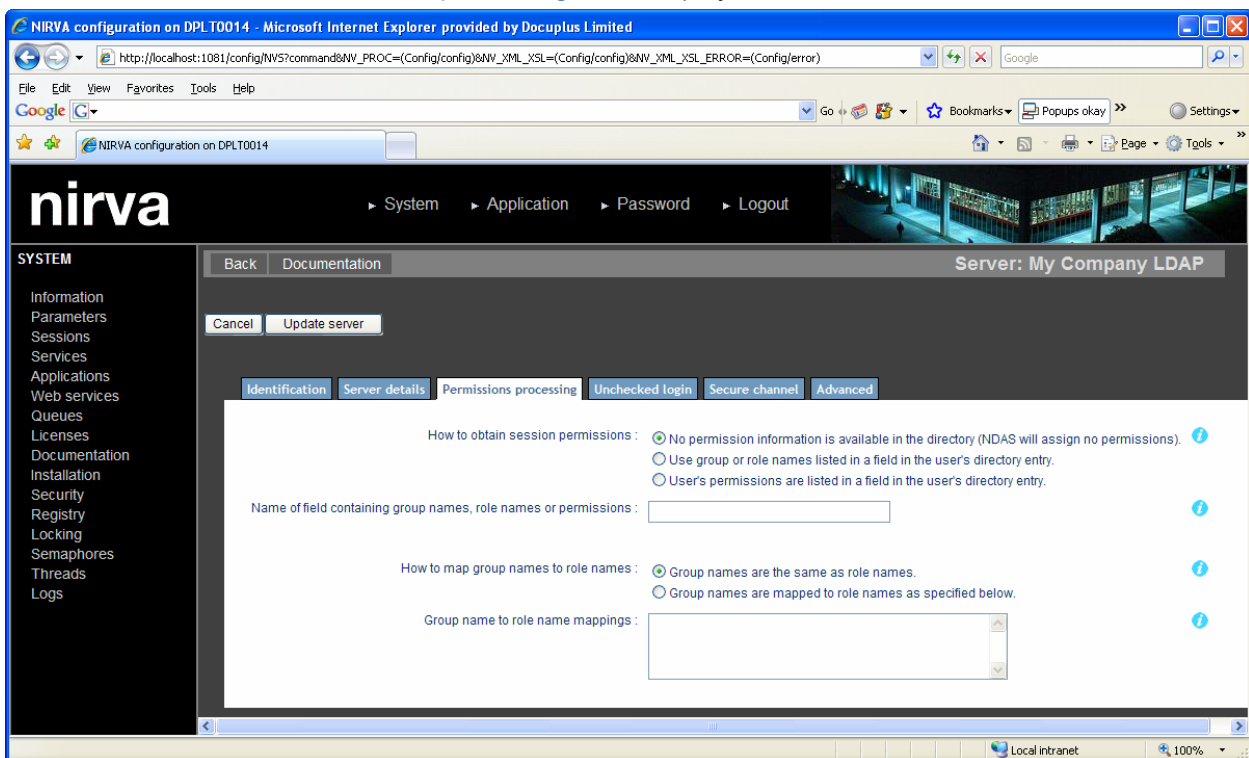 NIRVA configuration on DPLT0014 - Microsoft Internet Explorer provided by Docuplus Limited
http://localhost:1081/config/NVS?command&NV_PROC=(Config/config)&NV_XML_XSL=(Config/config)&NV_XML_XSL_ERROR=(Config/error)
Google
File Edit View Favorites Tools Help
Google G Go Bookmarks Popups okay >> Settings
NIRVA configuration on DPLT0014 Page Tools >>
nirva
System Application Password Logout
SYSTEM
Back Documentation Server: My Company LDAP
Information
Parameters
Sessions
Services
Applications
Web services
Queues
Licenses
Documentation
Installation
Security
Registry
Locking
Semaphores
Threads
Logs
Cancel Update server
Identification Server details Permissions processing Unchecked login Secure channel Advanced
How to obtain session permissions : No permission information is available in the directory (NDAS will assign no permissions).
Use group or role names listed in a field in the user's directory entry.
User's permissions are listed in a field in the user's directory entry.
Name of field containing group names, role names or permissions :
How to map group names to role names : Group names are the same as role names.
Group names are mapped to role names as specified below.
Group name to role name mappings :
Local intranet 100%